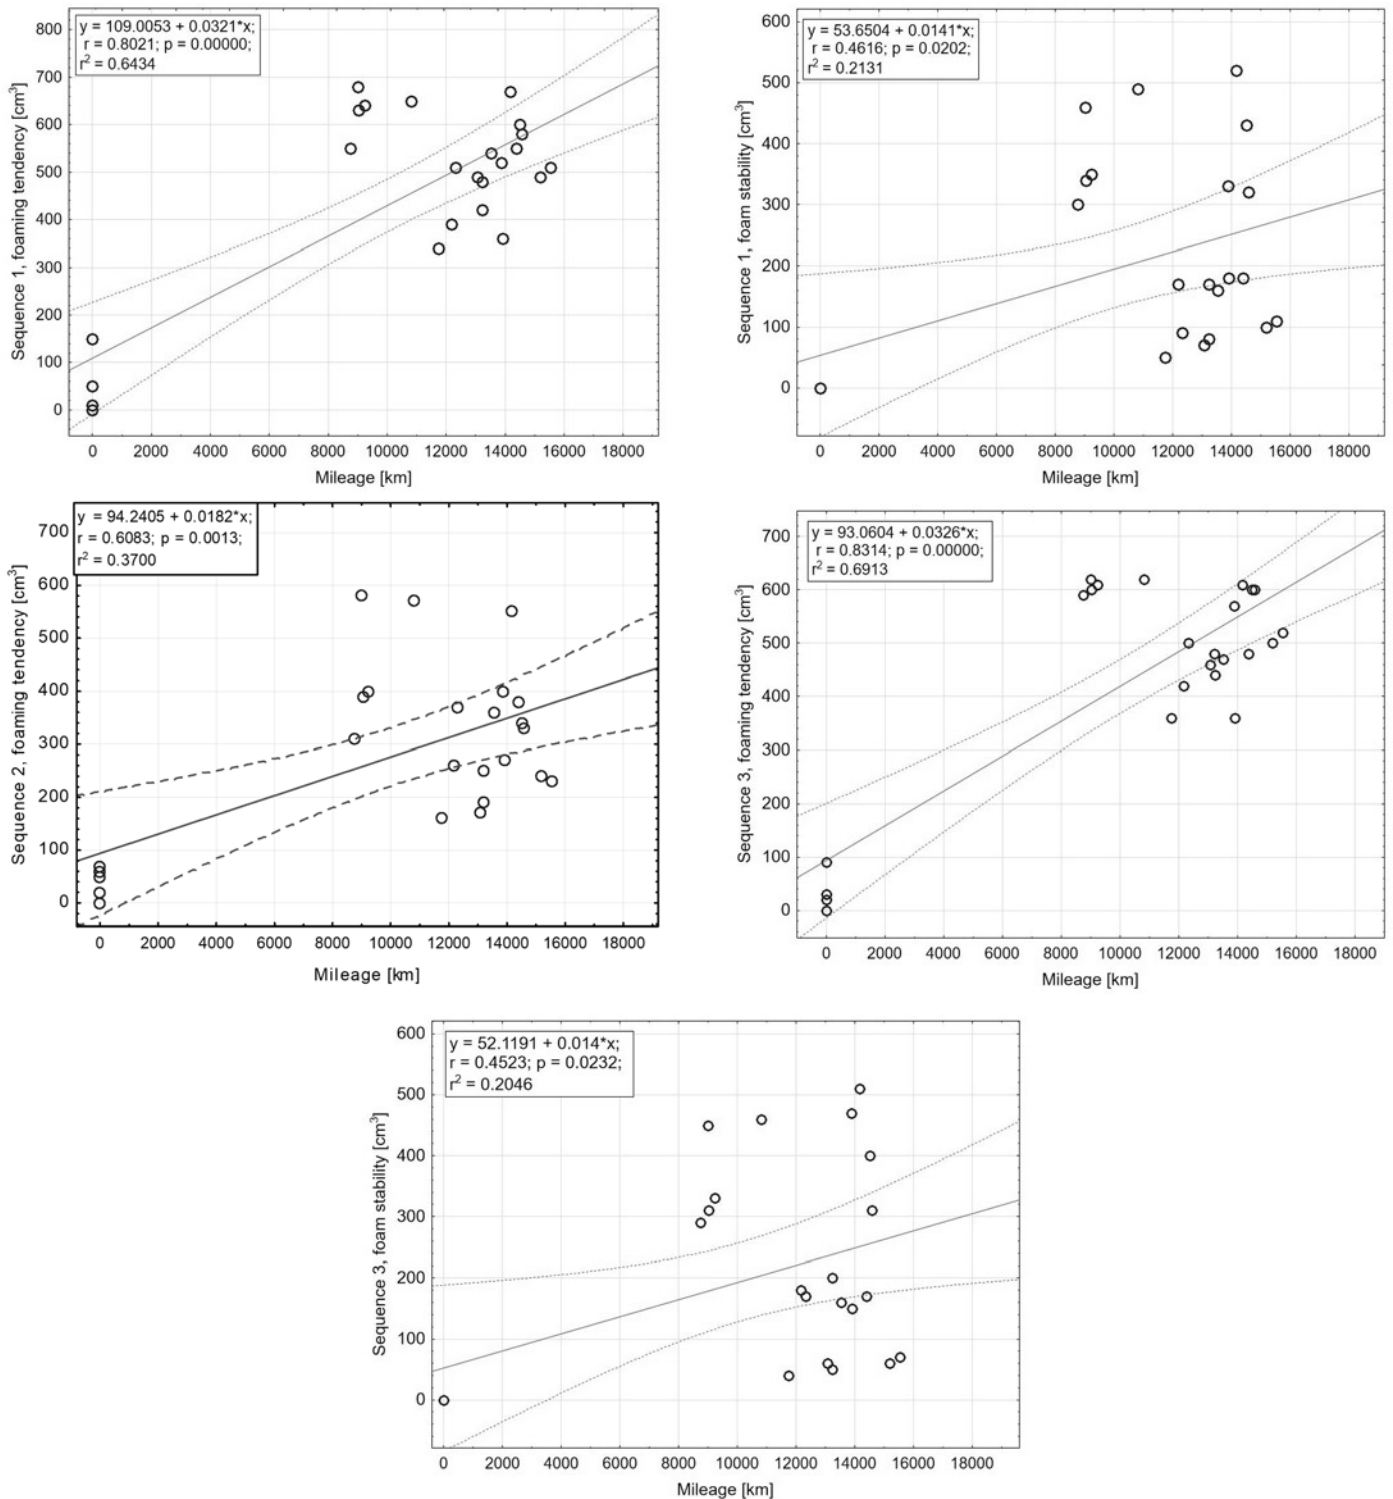 y = 109.0053 + 0.0321*x;
r = 0.8021; p = 0.00000;
r² = 0.6434
Sequence 1, foaming tendency [cm³]
800
700
600
500
400
300
200
100
0
0 2000 4000 6000 8000 10000 12000 14000 16000 18000
Mileage [km]
y = 53.6504 + 0.0141*x;
r = 0.4616; p = 0.0202;
r² = 0.2131
Sequence 1, foam stability [cm³]
600
500
400
300
200
100
0
0 2000 4000 6000 8000 10000 12000 14000 16000 18000
Mileage [km]
y = 94.2405 + 0.0182*x;
r = 0.6083; p = 0.0013;
r² = 0.3700
Sequence 2, foaming tendency [cm³]
700
600
500
400
300
200
100
0
0 2000 4000 6000 8000 10000 12000 14000 16000 18000
Mileage [km]
y = 93.0604 + 0.0326*x;
r = 0.8314; p = 0.00000;
r² = 0.6913
Sequence 3, foaming tendency [cm³]
700
600
500
400
300
200
100
0
0 2000 4000 6000 8000 10000 12000 14000 16000 18000
Mileage [km]
y = 52.1191 + 0.014*x;
r = 0.4523; p = 0.0232;
r² = 0.2046
Sequence 3, foam stability [cm³]
600
500
400
300
200
100
0
0 2000 4000 6000 8000 10000 12000 14000 16000 18000
Mileage [km]